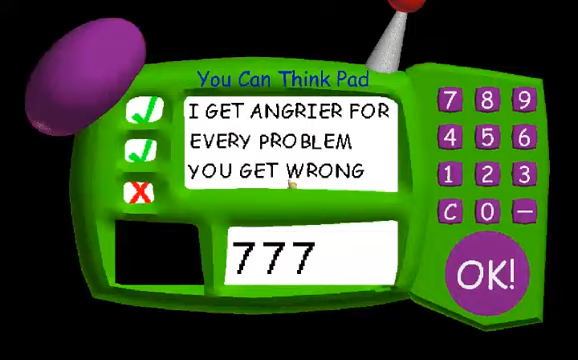 You Can Think Pad
I GET ANGRIER FOR
EVERY PROBLEM
YOU GET WRONG
777
7 8 9
4 5 6
1 2 3
C 0 -
OK!